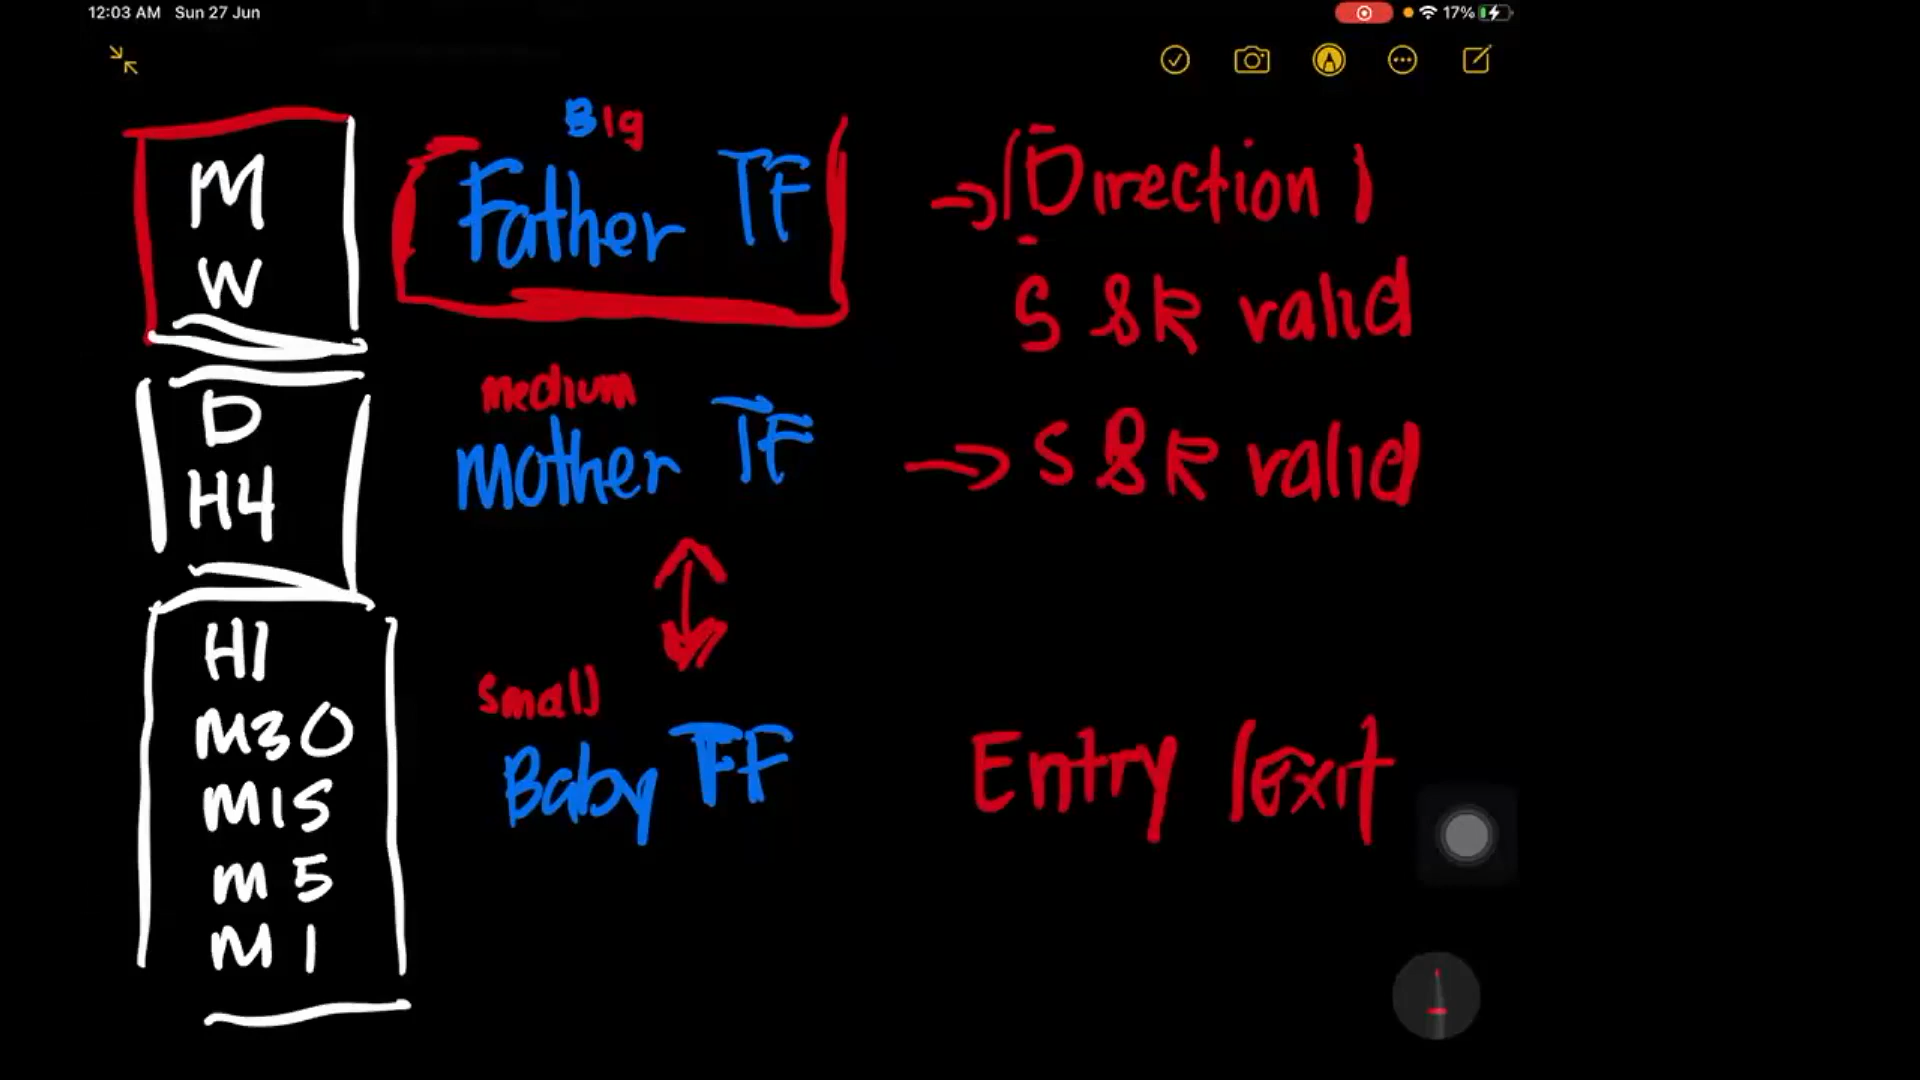 12:03 AM Sun 27 Jun 17%
Big
M Father TF → (Direction)
W S & R valid
medium
D Mother TF → S & R valid
H4
H1
small
M30 Baby TF Entry /exit
M15
M5
M1